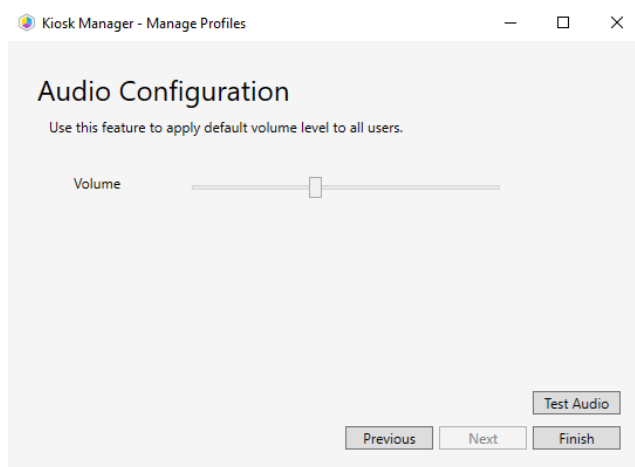 Kiosk Manager - Manage Profiles
Audio Configuration
Use this feature to apply default volume level to all users.
Volume
Test Audio
Previous
Next
Finish